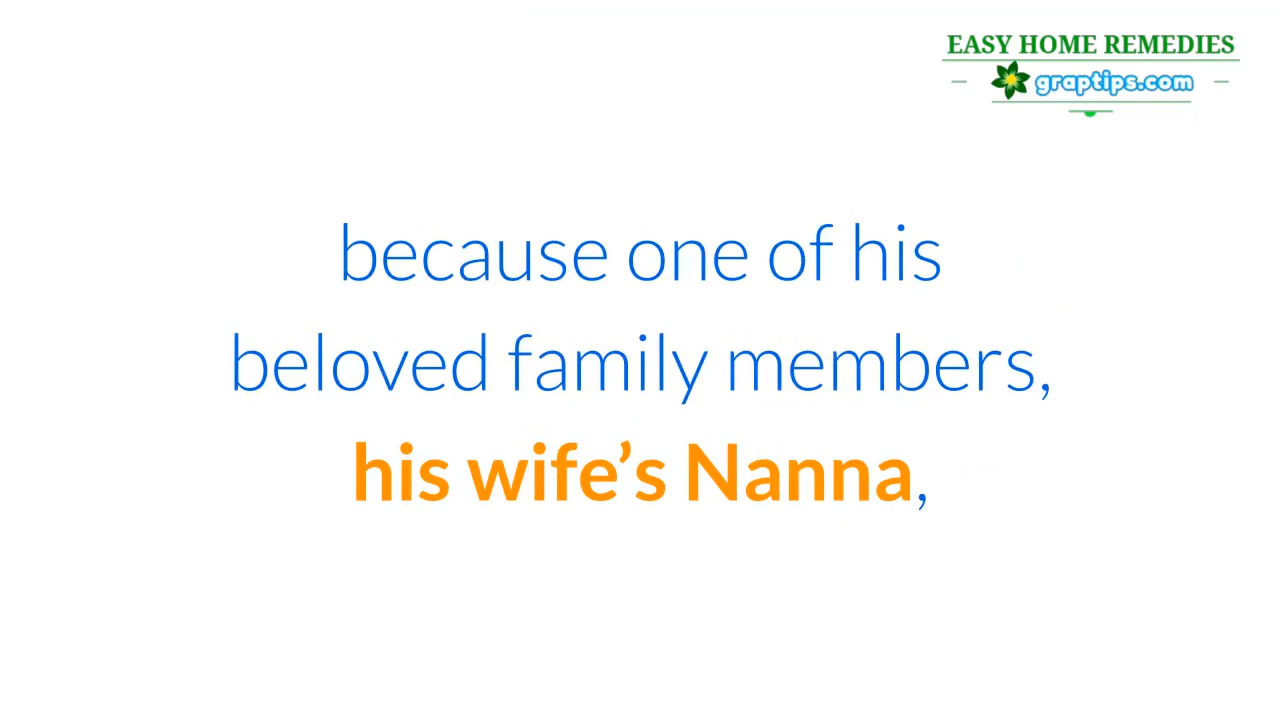 EASY HOME REMEDIES
graptips.com
because one of his
beloved family members,
his wife’s Nanna,